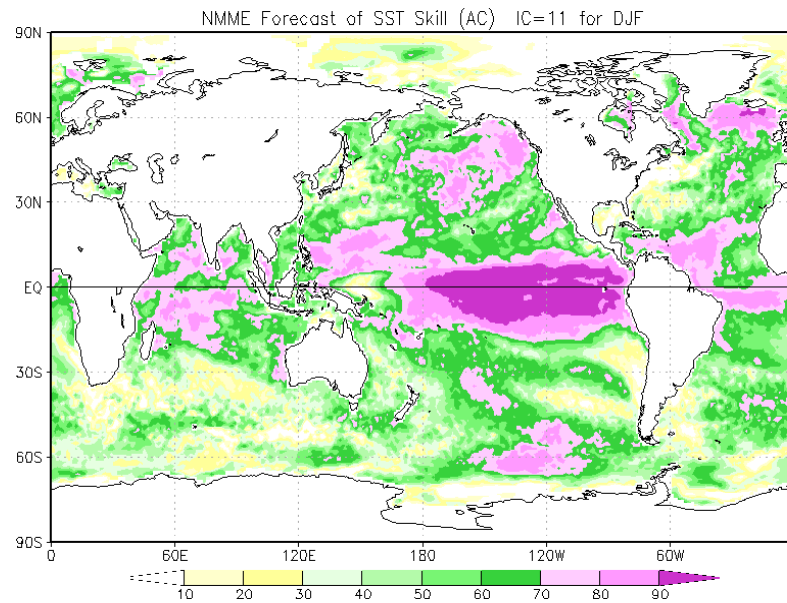 NMME Forecast of SST Skill (AC) IC=11 for DJF
90N
60N
30N
EQ
30S
60S
90S
0 60E 120E 180 120W 60W
10 20 30 40 50 60 70 80 90